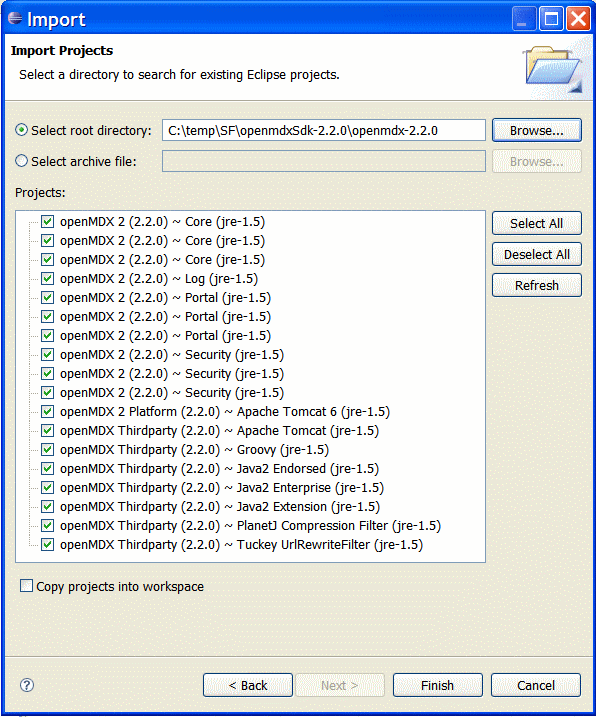 Import
Import Projects
Select a directory to search for existing Eclipse projects.
Select root directory: C:\temp\SF\openmdxSdk-2.2.0\openmdx-2.2.0 Browse...
Select archive file: Browse...
Projects:
openMDX 2 (2.2.0) ~ Core (jre-1.5) Select All
openMDX 2 (2.2.0) ~ Core (jre-1.5)
openMDX 2 (2.2.0) ~ Core (jre-1.5) Deselect All
openMDX 2 (2.2.0) ~ Log (jre-1.5) Refresh
openMDX 2 (2.2.0) ~ Portal (jre-1.5)
openMDX 2 (2.2.0) ~ Portal (jre-1.5)
openMDX 2 (2.2.0) ~ Portal (jre-1.5)
openMDX 2 (2.2.0) ~ Security (jre-1.5)
openMDX 2 (2.2.0) ~ Security (jre-1.5)
openMDX 2 (2.2.0) ~ Security (jre-1.5)
openMDX 2 Platform (2.2.0) ~ Apache Tomcat 6 (jre-1.5)
openMDX Thirdparty (2.2.0) ~ Apache Tomcat (jre-1.5)
openMDX Thirdparty (2.2.0) ~ Groovy (jre-1.5)
openMDX Thirdparty (2.2.0) ~ Java2 Endorsed (jre-1.5)
openMDX Thirdparty (2.2.0) ~ Java2 Enterprise (jre-1.5)
openMDX Thirdparty (2.2.0) ~ Java2 Extension (jre-1.5)
openMDX Thirdparty (2.2.0) ~ PlanetJ Compression Filter (jre-1.5)
openMDX Thirdparty (2.2.0) ~ Tuckey UrlRewriteFilter (jre-1.5)
Copy projects into workspace
? < Back Next > Finish Cancel